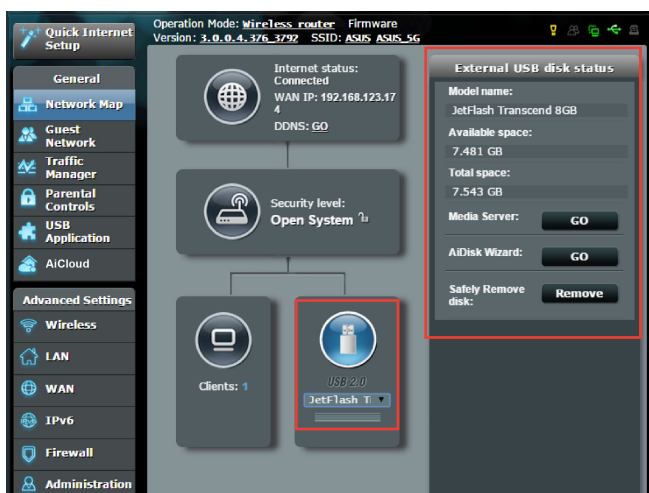 Quick Internet
Setup
Operation Mode: Wireless router Firmware
Version: 3.0.0.4.376_3792 SSID: ASUS ASUS_5G
General
Network Map
Guest
Network
Traffic
Manager
Parental
Controls
USB
Application
AiCloud
Advanced Settings
Wireless
LAN
WAN
IPv6
Firewall
Administration
Internet status:
Connected
WAN IP: 192.168.123.17
4
DDNS: GO
Security level:
Open System
Clients: 1
USB 2.0
JetFlash T
External USB disk status
Model name:
JetFlash Transcend 8GB
Available space:
7.481 GB
Total space:
7.543 GB
Media Server: GO
AiDisk Wizard: GO
Safely Remove
disk: Remove